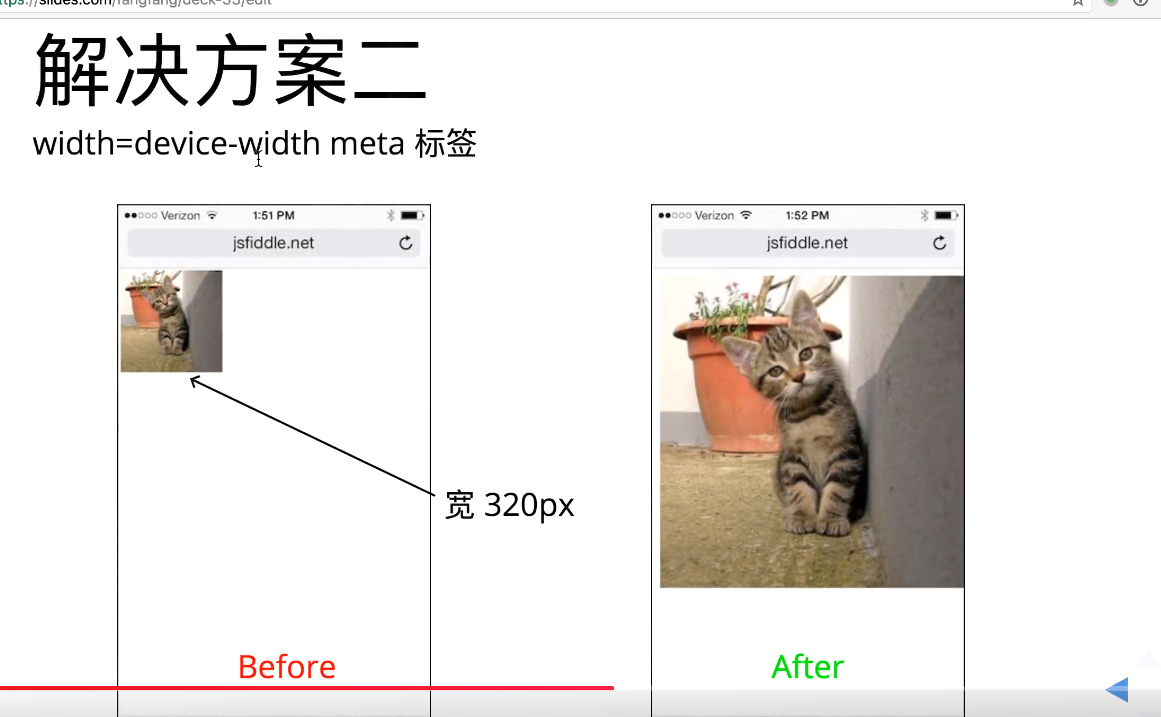 解决方案二
width=device-width meta 标签
Verizon 1:51 PM
jsfiddle.net
Verizon 1:52 PM
jsfiddle.net
宽 320px
Before
After